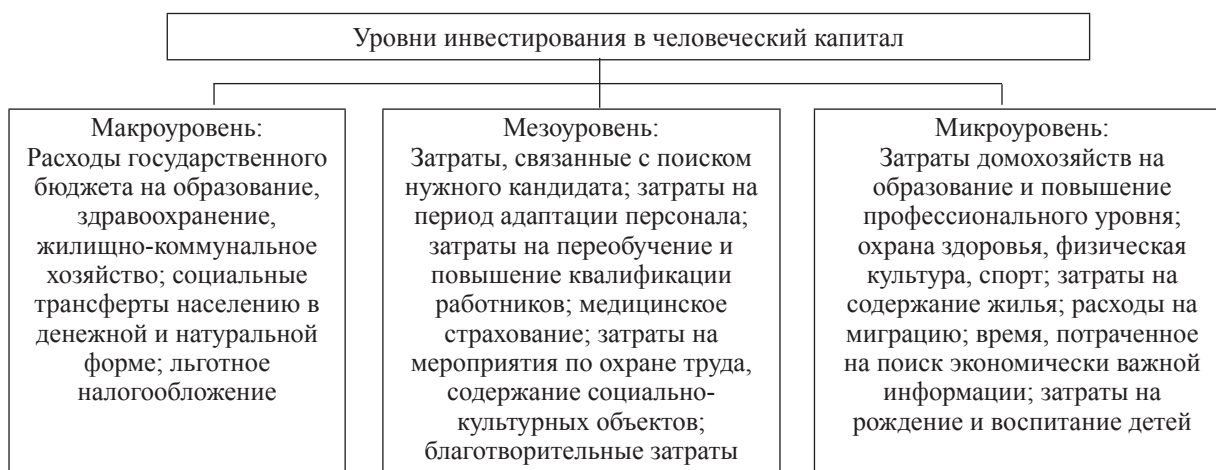 Уровни инвестирования в человеческий капитал
Макроуровень:
Расходы государственного
бюджета на образование,
здравоохранение,
жилищно-коммунальное
хозяйство; социальные
трансферты населению в
денежной и натуральной
форме; льготное
налогообложение
Мезоуровень:
Затраты, связанные с поиском
нужного кандидата; затраты на
период адаптации персонала;
затраты на переобучение и
повышение квалификации
работников; медицинское
страхование; затраты на
мероприятия по охране труда,
содержание социально-
культурных объектов;
благотворительные затраты
Микроуровень:
Затраты домохозяйств на
образование и повышение
профессионального уровня;
охрана здоровья, физическая
культура, спорт; затраты на
содержание жилья; расходы на
миграцию; время, потраченное
на поиск экономически важной
информации; затраты на
рождение и воспитание детей